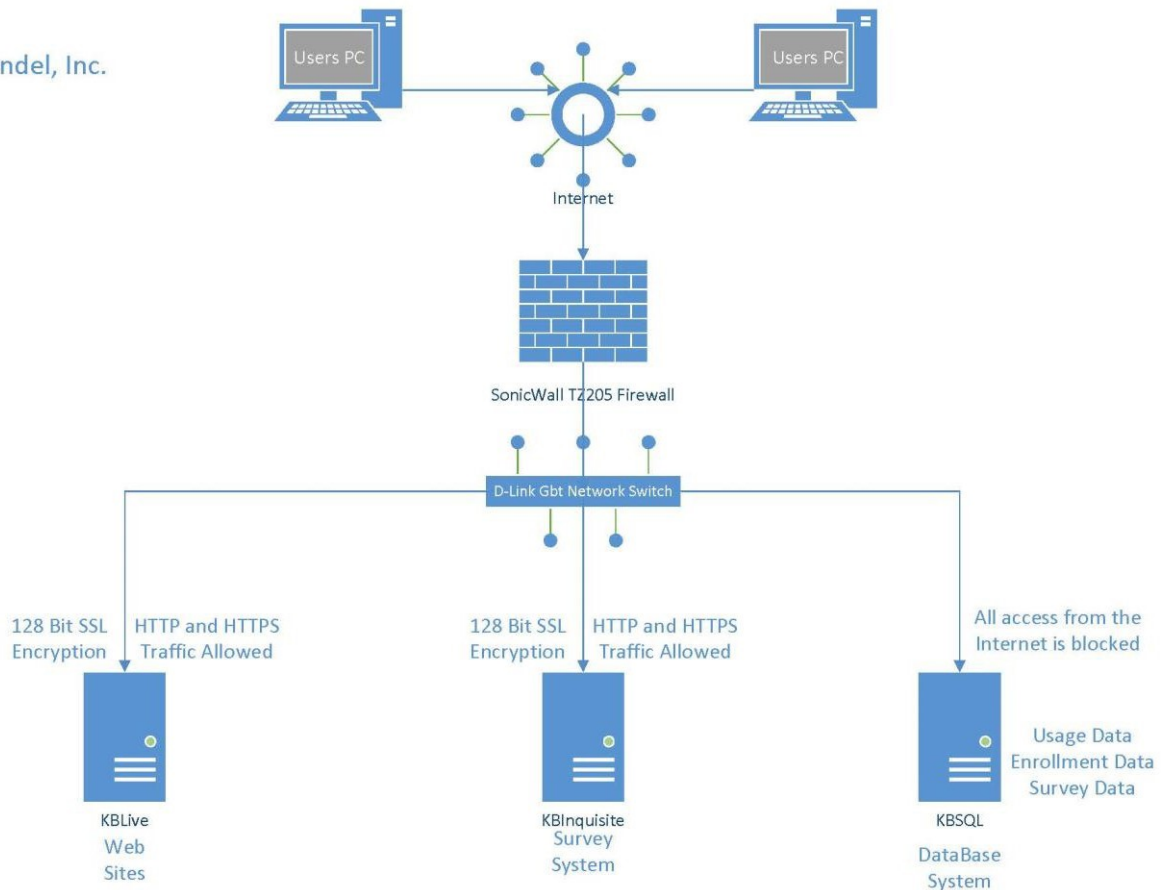 ndel, Inc.
Users PC
Users PC
Internet
SonicWall TZ205 Firewall
D-Link Gbt Network Switch
128 Bit SSL
Encryption
HTTP and HTTPS
Traffic Allowed
128 Bit SSL
Encryption
HTTP and HTTPS
Traffic Allowed
All access from the
Internet is blocked
Usage Data
Enrollment Data
Survey Data
KBLive
Web
Sites
KBInquisite
Survey
System
KBSQL
DataBase
System